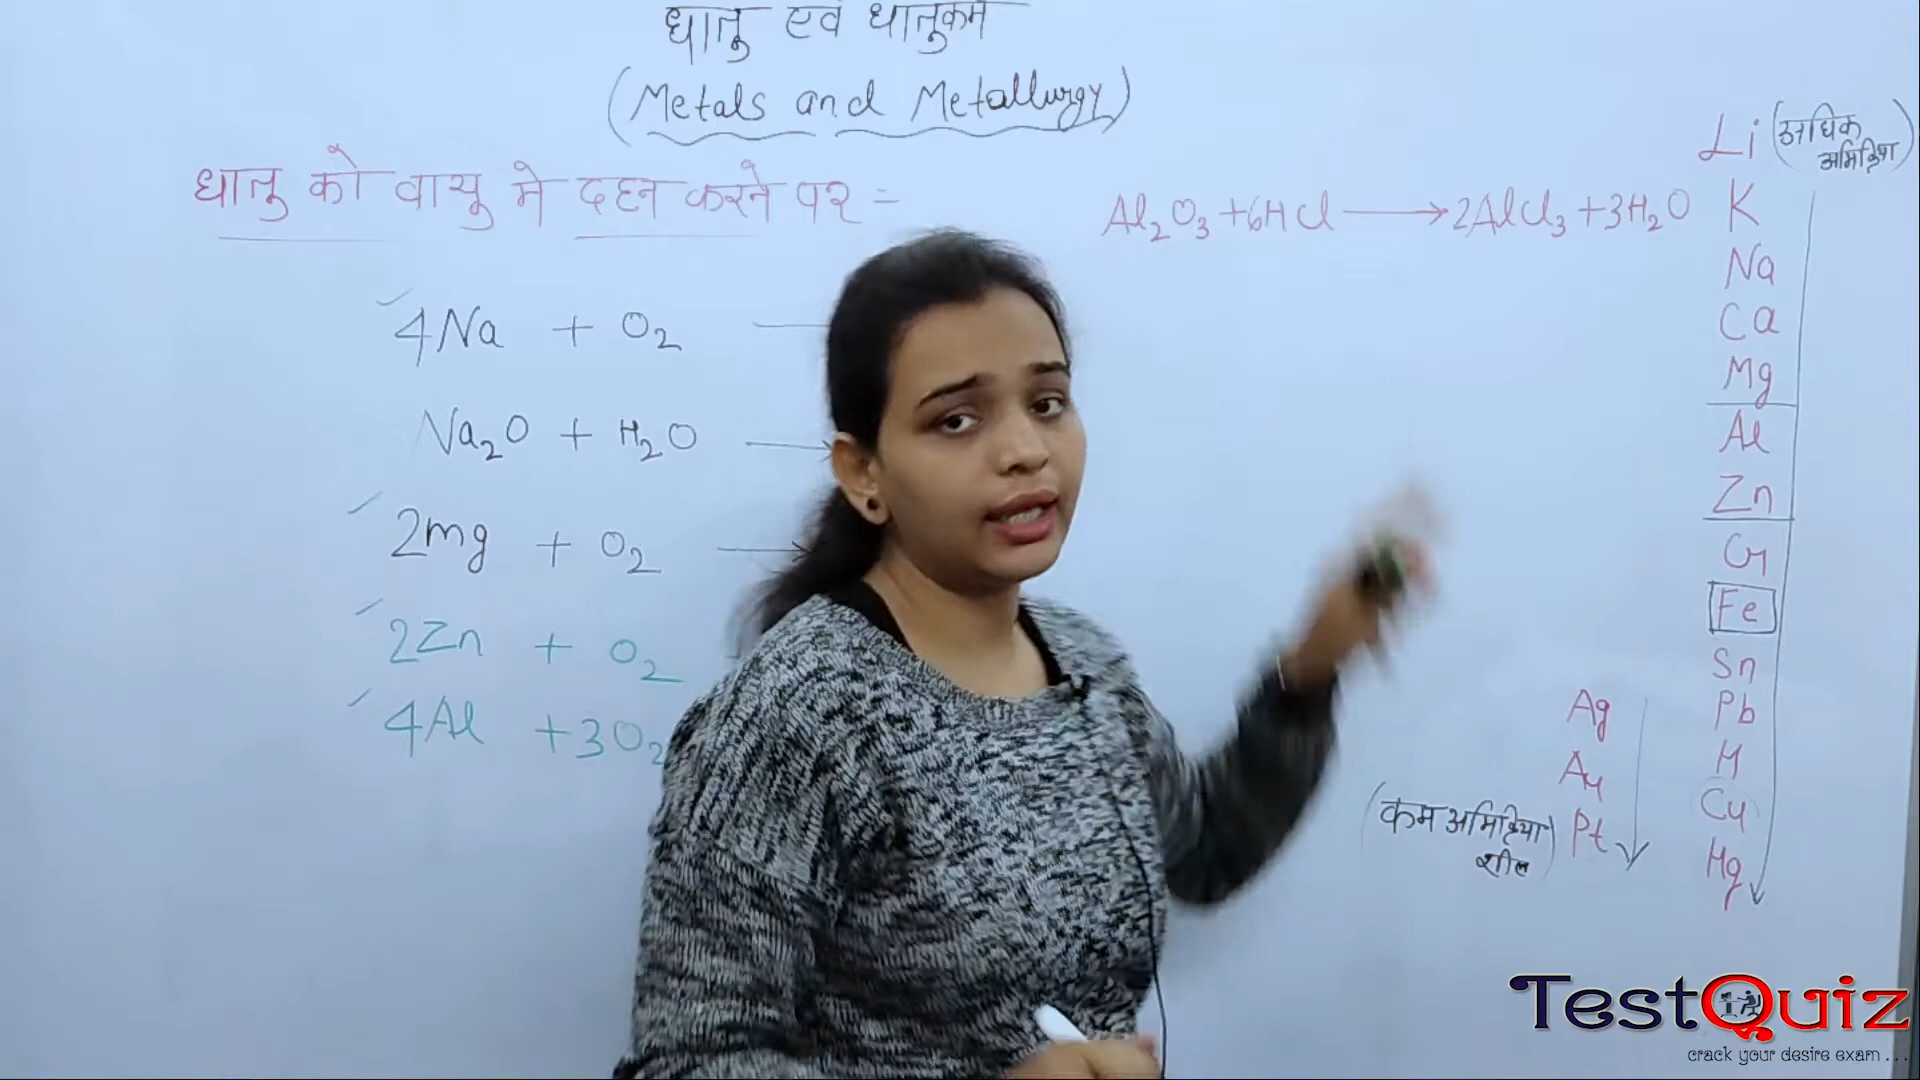 धातु एवं धातुकर्म
(Metals and Metallurgy)
धातु को वायु मे दहन करने पर =
4Na + O₂
Na₂O + H₂O
2mg + O₂
2Zn + O₂
4Al + 3O₂
Al₂O₃ + 6HCl ⟶ 2AlCl₃ + 3H₂O
Li (अधिक
अभिक्रिया)
K
Na
Ca
Mg
Al
Zn
Cr
Fe
Sn
Pb
H
Cu
Hg
Ag
Au
Pt
(कम अभिक्रिया
शील)
TestQuiz
crack your desire exam ...